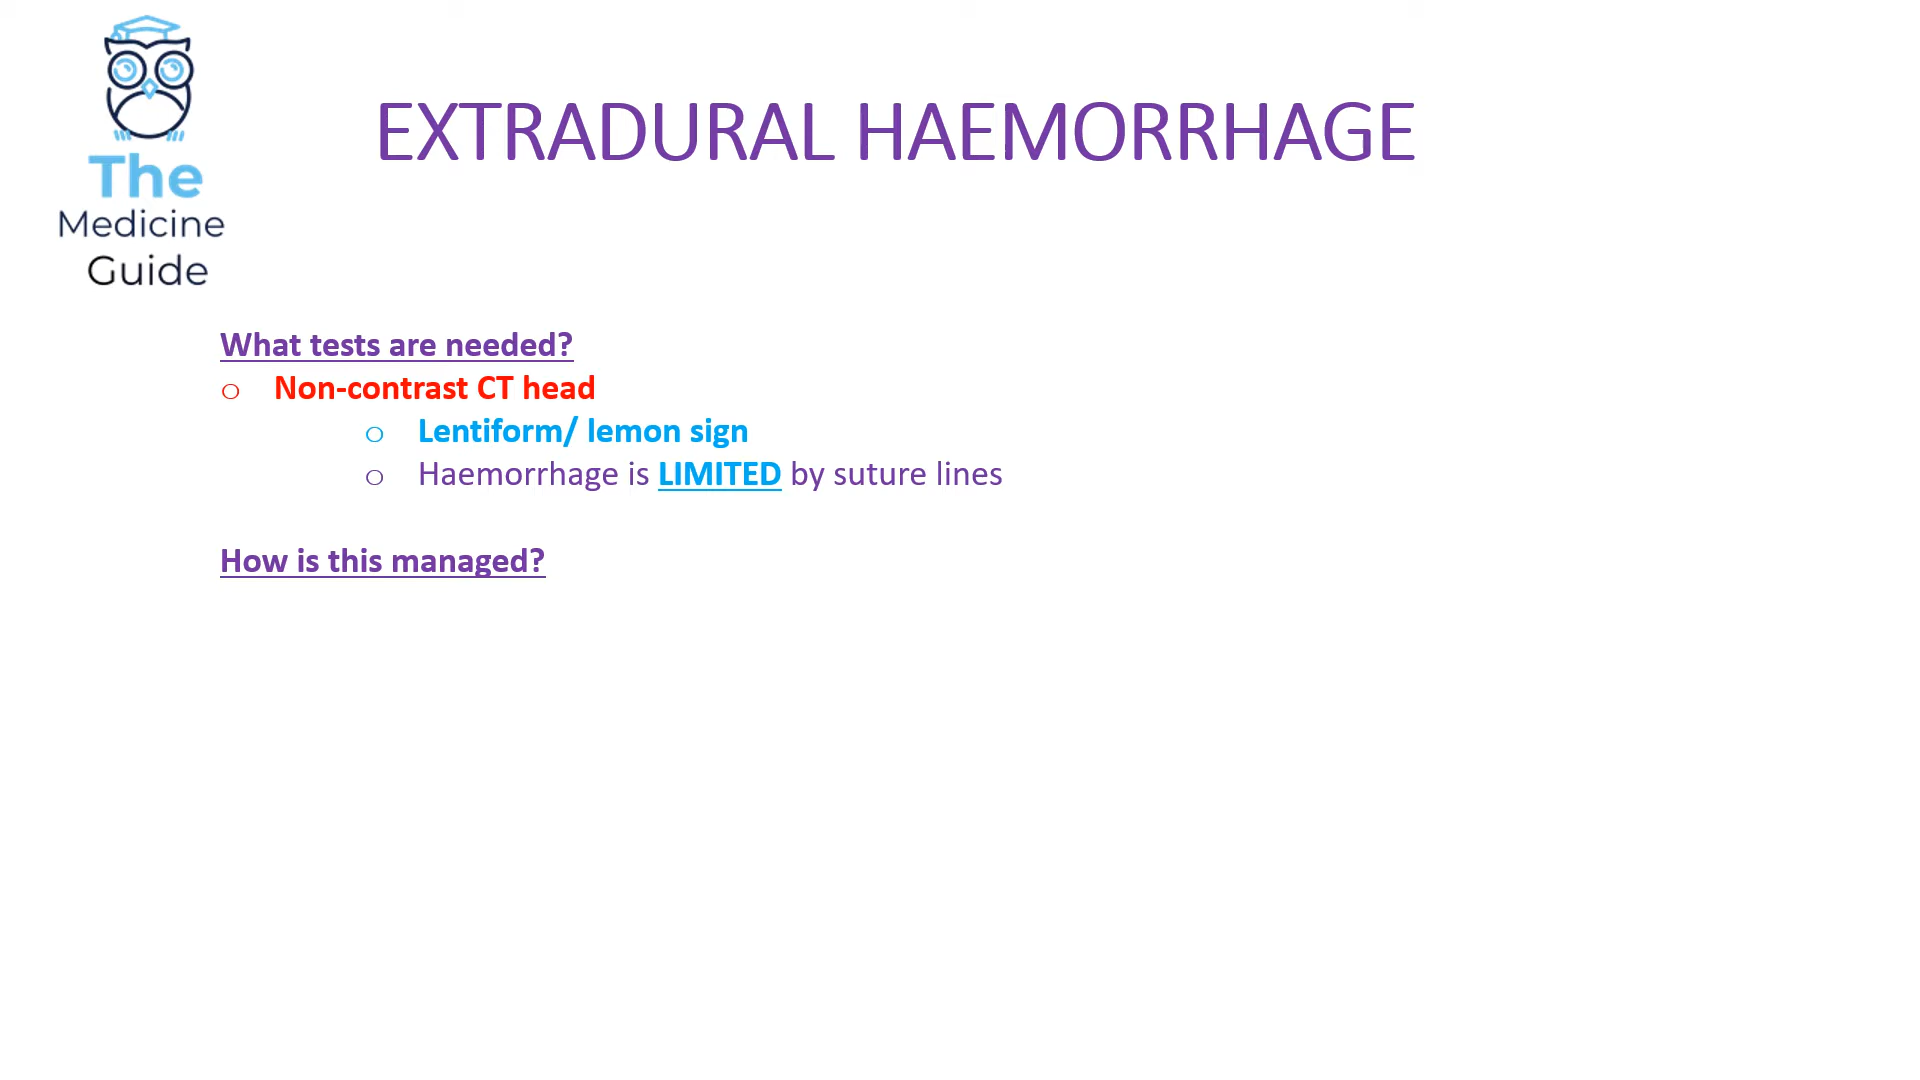 The
Medicine
Guide
EXTRADURAL HAEMORRHAGE
What tests are needed?
o Non-contrast CT head
o Lentiform/ lemon sign
o Haemorrhage is LIMITED by suture lines
How is this managed?